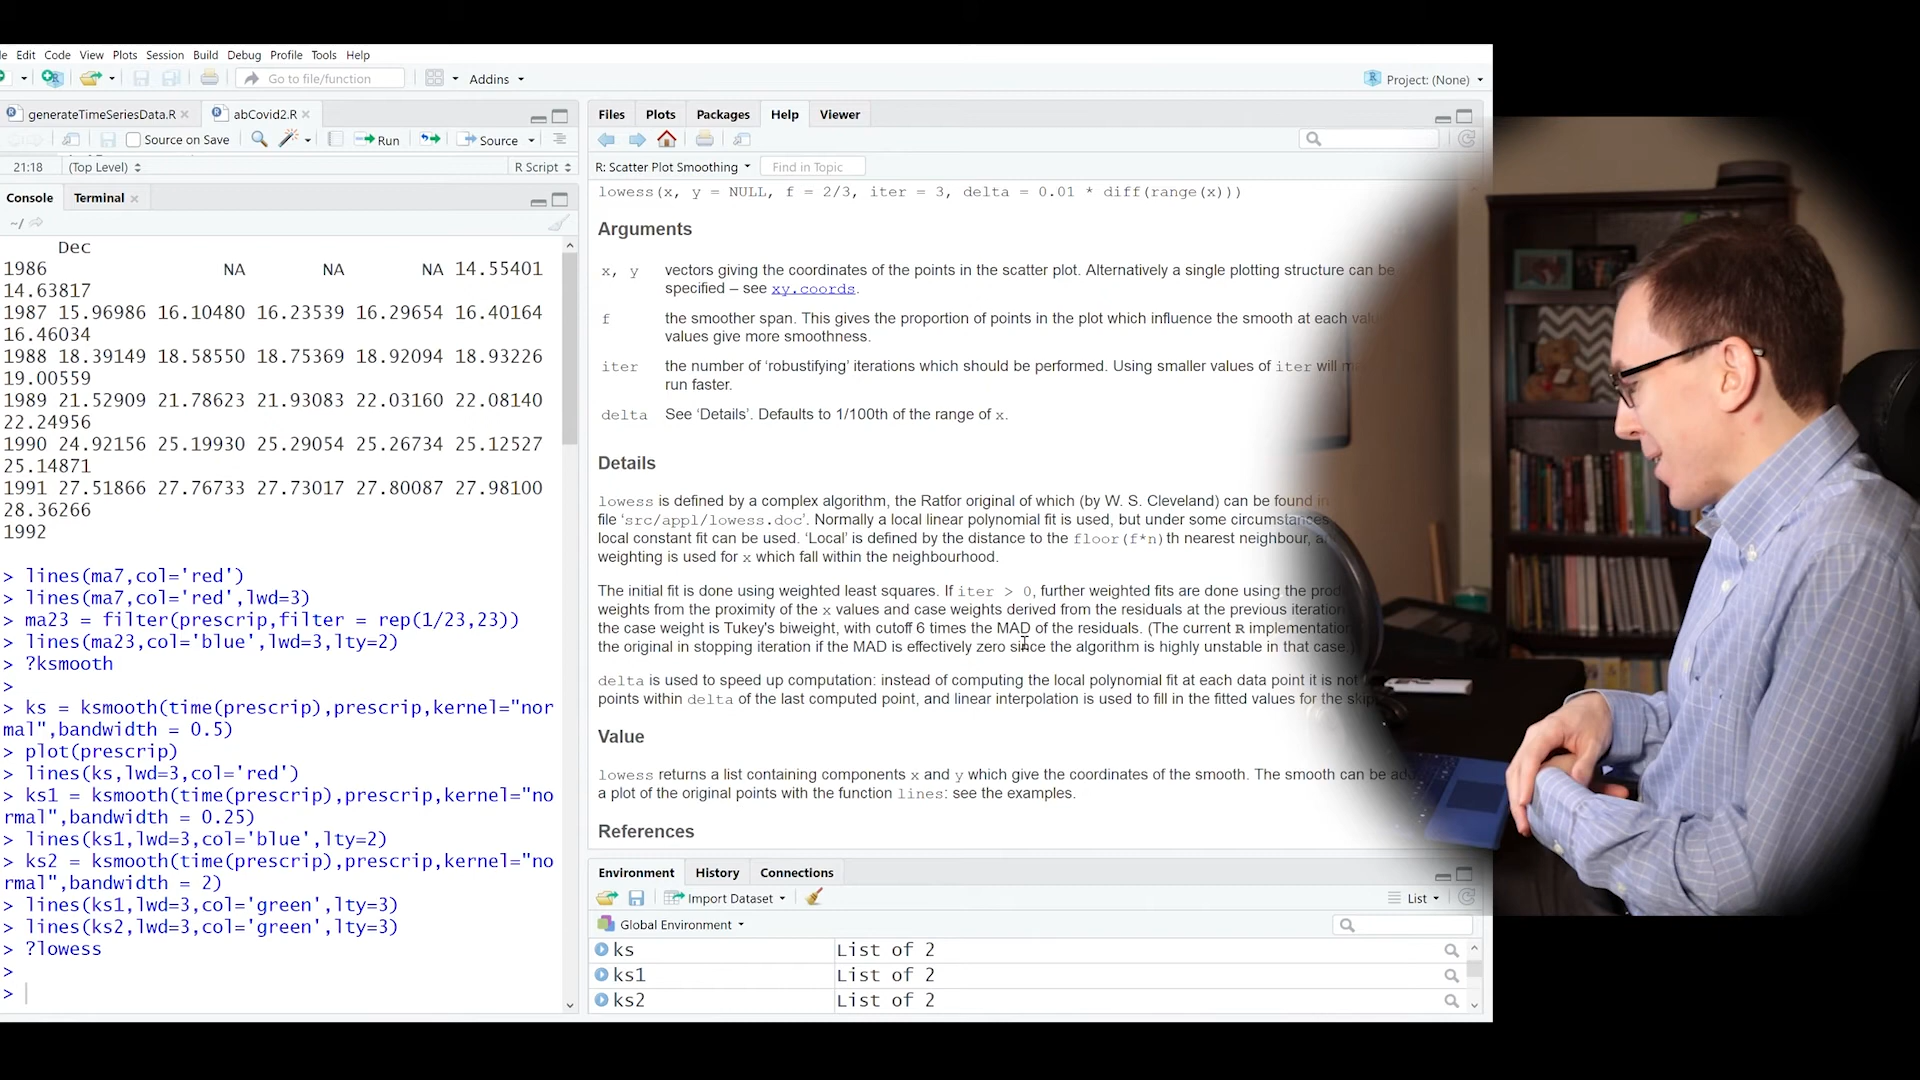 Edit Code View Plots Session Build Debug Profile Tools Help
Go to file/function Addins Project: (None)
generateTimeSeriesData.R abCovid2.R
Source on Save Run Source
21:18 (Top Level) R Script
Console Terminal
~/
Dec
1986 NA NA NA 14.55401
14.63817
1987 15.96986 16.10480 16.23539 16.29654 16.40164
16.46034
1988 18.39149 18.58550 18.75369 18.92094 18.93226
19.00559
1989 21.52909 21.78623 21.93083 22.03160 22.08140
22.24956
1990 24.92156 25.19930 25.29054 25.26734 25.12527
25.14871
1991 27.51866 27.76733 27.73017 27.80087 27.98100
28.36266
1992
> lines(ma7,col='red')
> lines(ma7,col='red',lwd=3)
> ma23 = filter(prescrip,filter = rep(1/23,23))
> lines(ma23,col='blue',lwd=3,lty=2)
> ?ksmooth
>
> ks = ksmooth(time(prescrip),prescrip,kernel="nor
mal",bandwidth = 0.5)
> plot(prescrip)
> lines(ks,lwd=3,col='red')
> ks1 = ksmooth(time(prescrip),prescrip,kernel="no
rmal",bandwidth = 0.25)
> lines(ks1,lwd=3,col='blue',lty=2)
> ks2 = ksmooth(time(prescrip),prescrip,kernel="no
rmal",bandwidth = 2)
> lines(ks1,lwd=3,col='green',lty=3)
> lines(ks2,lwd=3,col='green',lty=3)
> ?lowess
>
>
Files Plots Packages Help Viewer
R: Scatter Plot Smoothing Find in Topic
lowess(x, y = NULL, f = 2/3, iter = 3, delta = 0.01 * diff(range(x)))
Arguments
x, y vectors giving the coordinates of the points in the scatter plot. Alternatively a single plotting structure can be
specified – see xy.coords.
f the smoother span. This gives the proportion of points in the plot which influence the smooth at each
values give more smoothness.
iter the number of ‘robustifying’ iterations which should be performed. Using smaller values of iter will
run faster.
delta See ‘Details’. Defaults to 1/100th of the range of x.
Details
lowess is defined by a complex algorithm, the Ratfor original of which (by W. S. Cleveland) can be found in
file ‘src/appl/lowess.doc’. Normally a local linear polynomial fit is used, but under some circumstances
local constant fit can be used. ‘Local’ is defined by the distance to the floor(f*n)th nearest neighbour,
weighting is used for x which fall within the neighbourhood.
The initial fit is done using weighted least squares. If iter > 0, further weighted fits are done using the
weights from the proximity of the x values and case weights derived from the residuals at the previous iteration
the case weight is Tukey's biweight, with cutoff 6 times the MAD of the residuals. (The current R implementation
the original in stopping iteration if the MAD is effectively zero since the algorithm is highly unstable in that case.)
delta is used to speed up computation: instead of computing the local polynomial fit at each data point it is not
points within delta of the last computed point, and linear interpolation is used to fill in the fitted values for the
Value
lowess returns a list containing components x and y which give the coordinates of the smooth. The smooth can be
a plot of the original points with the function lines: see the examples.
References
Environment History Connections
Import Dataset List
Global Environment
ks List of 2
ks1 List of 2
ks2 List of 2